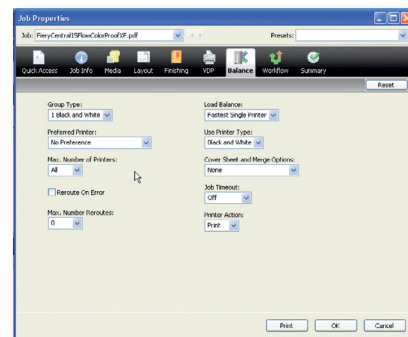 Job Properties
Job: FieryCentral15FlowColorProofXF.pdf Presets:
Quick Access Job Info Media Layout Finishing VDP Balance Workflow Summary
Reset
Group Type: Load Balance:
1 Black and White Fastest Single Printer
Preferred Printer: Use Printer Type:
No Preference Black and White
Max. Number of Printers: Cover Sheet and Merge Options:
All None
Reroute On Error Job Timeout:
Off
Max. Number Reroutes: Printer Action:
0 Print
Print OK Cancel